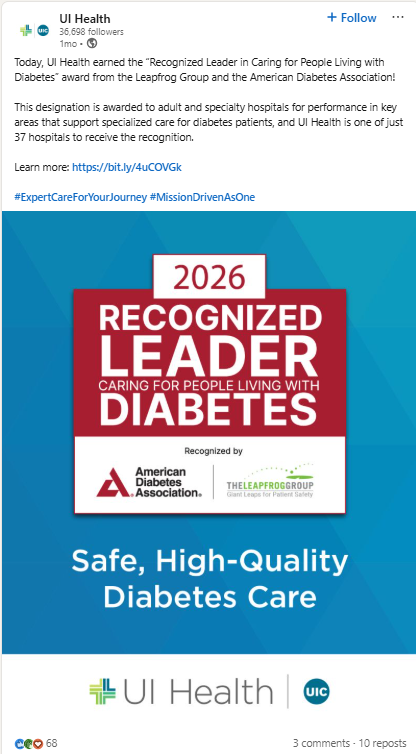 UI Health
36,698 followers
1mo •
+ Follow
...
Today, UI Health earned the "Recognized Leader in Caring for People Living with
Diabetes" award from the Leapfrog Group and the American Diabetes Association!
This designation is awarded to adult and specialty hospitals for performance in key
areas that support specialized care for diabetes patients, and UI Health is one of just
37 hospitals to receive the recognition.
Learn more: https://bit.ly/4uCOVGk
#ExpertCareForYourJourney #MissionDrivenAsOne
2026
RECOGNIZED
LEADER
CARING FOR PEOPLE LIVING WITH
DIABETES
Recognized by
American
Diabetes
Association®
THELEAPFROGGROUP
Giant Leaps for Patient Safety
Safe, High-Quality
Diabetes Care
UI Health
UIC
68
3 comments · 10 reposts